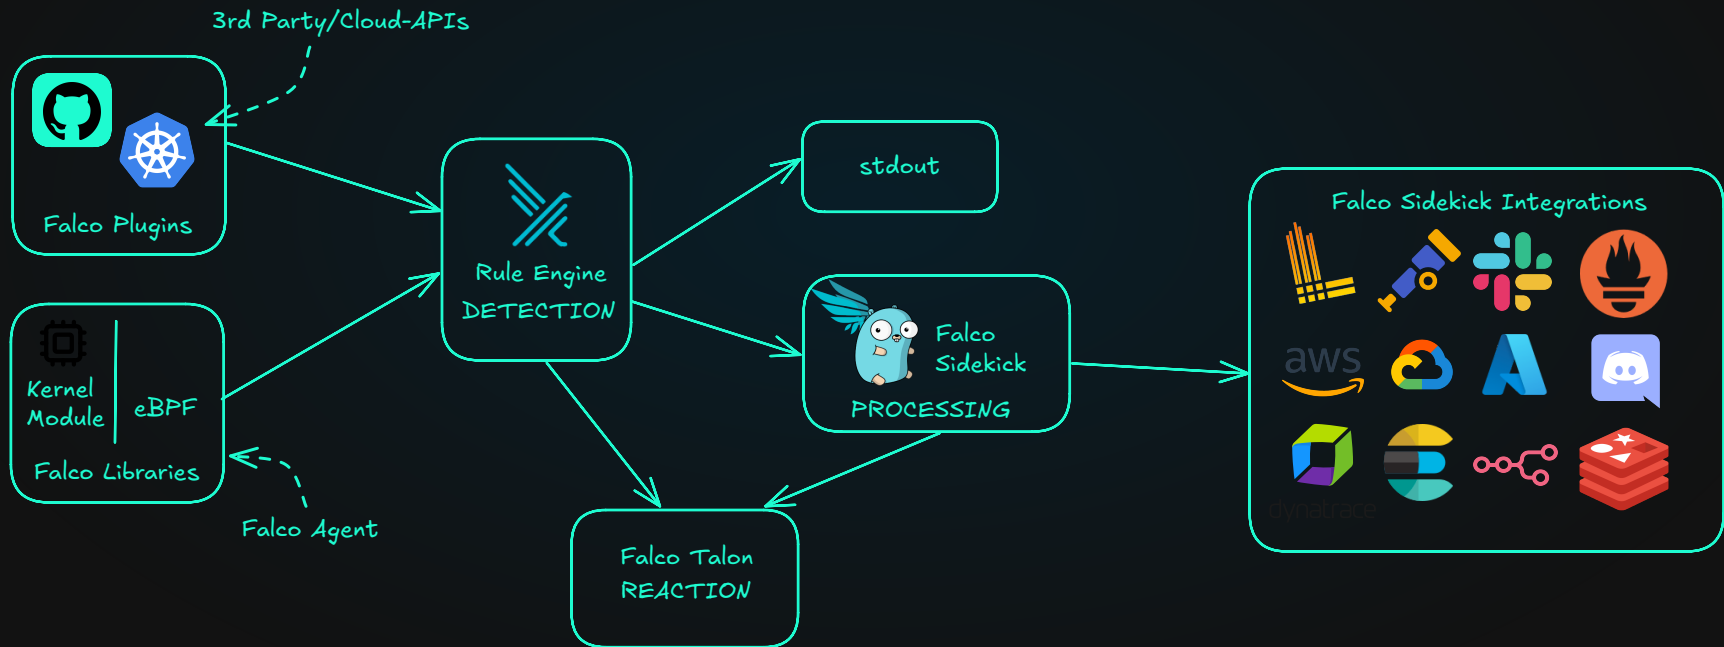 3rd Party/Cloud-APIs
Falco Plugins
Kernel
Module
eBPF
Falco Libraries
Falco Agent
Rule Engine
DETECTION
stdout
Falco
Sidekick
PROCESSING
Falco Talon
REACTION
Falco Sidekick Integrations
aws
dynatrace